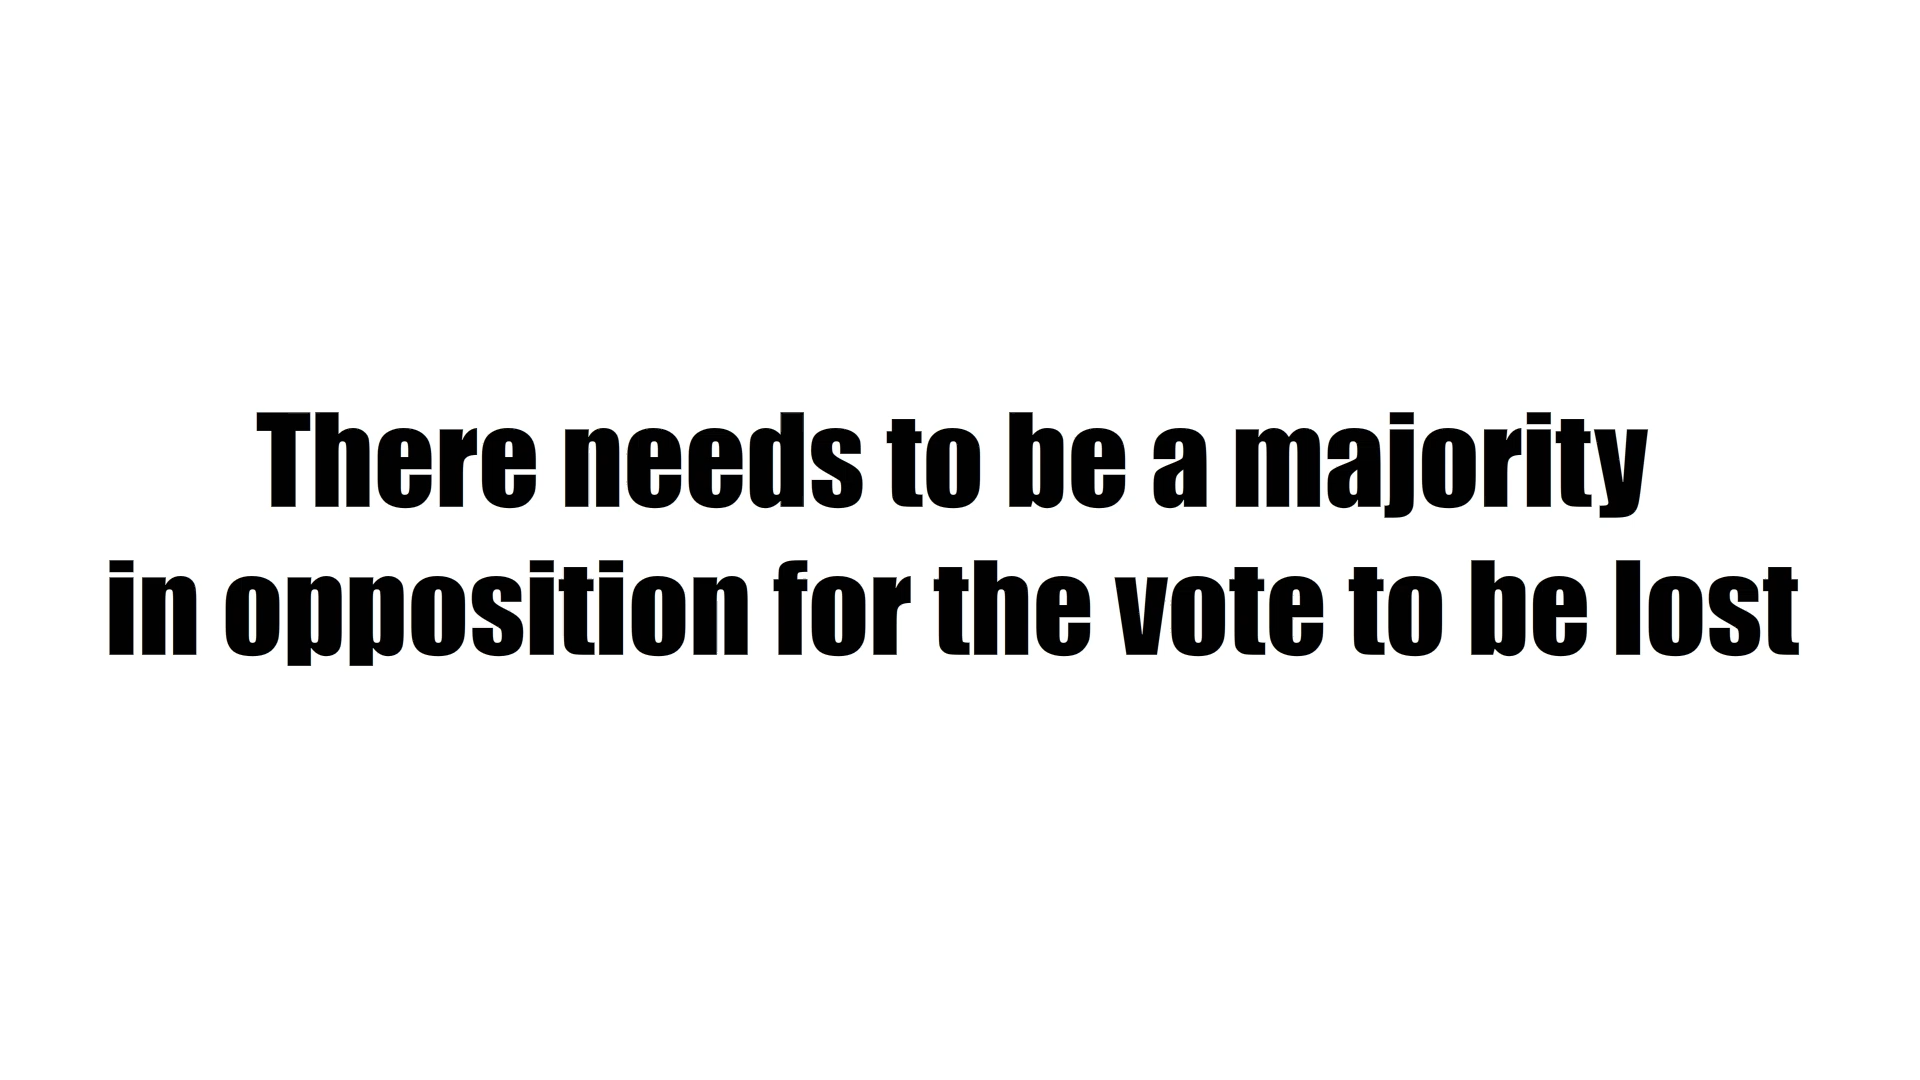 There needs to be a majority
in opposition for the vote to be lost